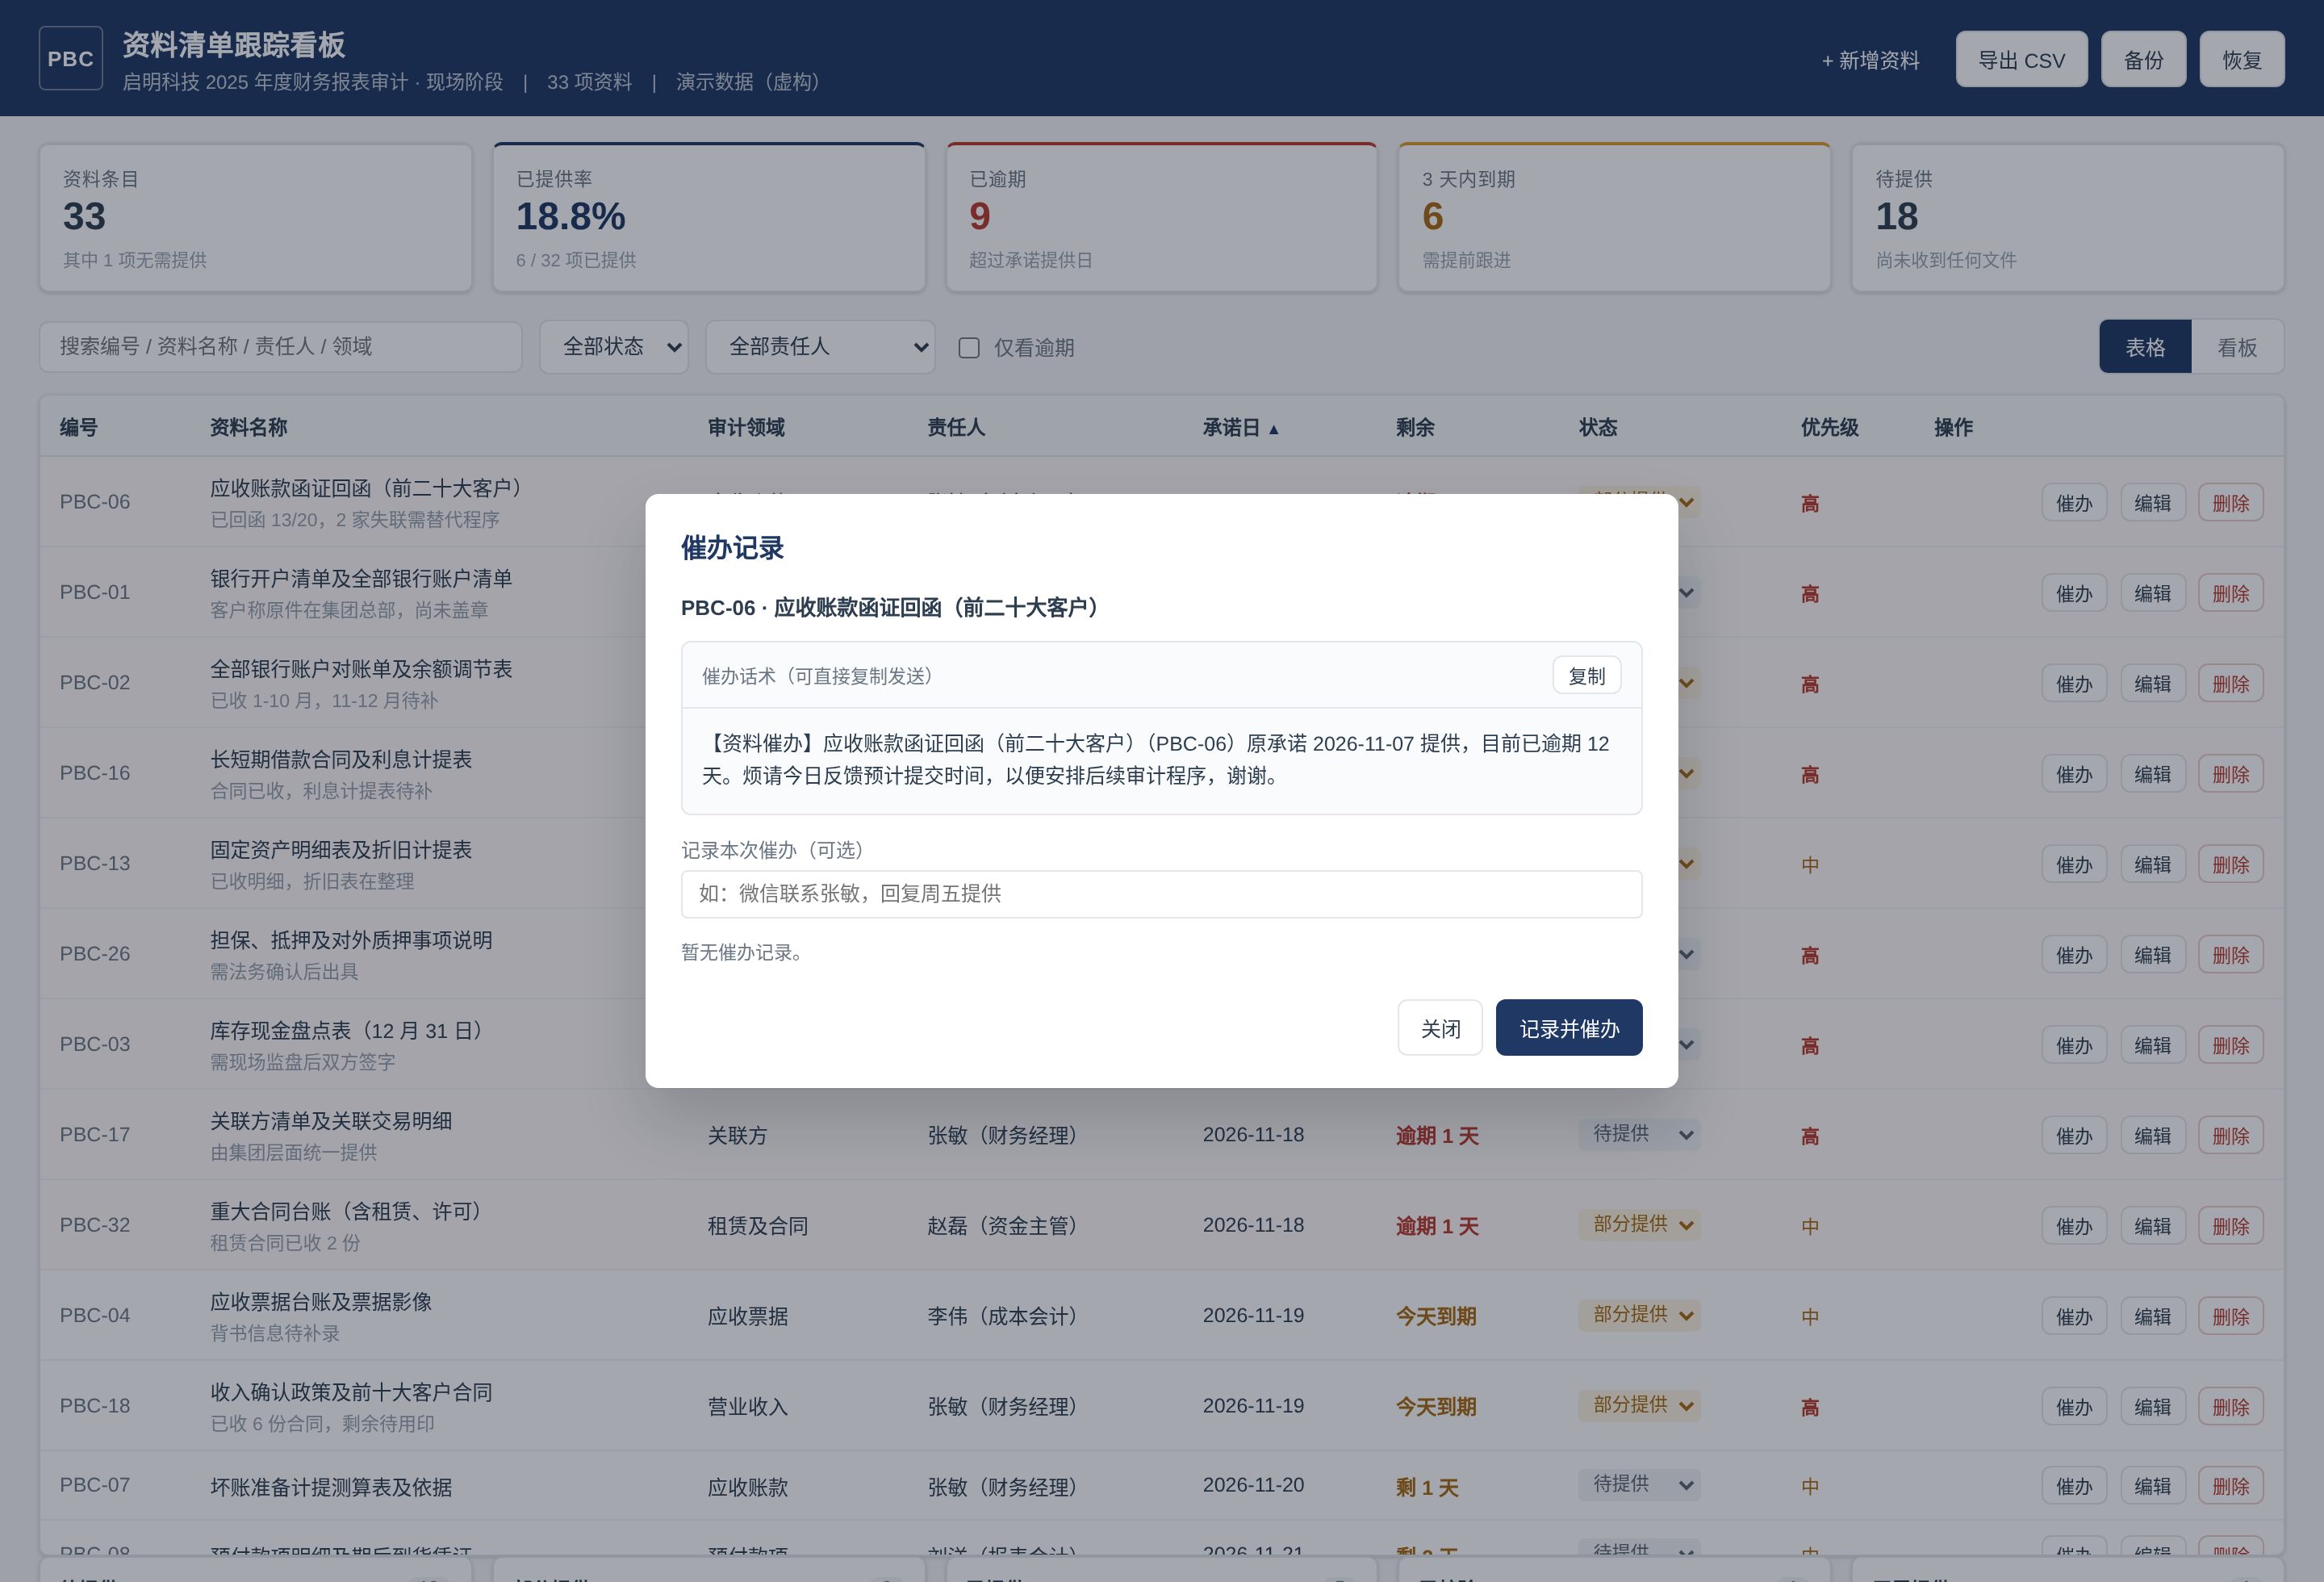 PBC
资料清单跟踪看板
启明科技 2025 年度财务报表审计 · 现场阶段 | 33 项资料 | 演示数据（虚构）
+ 新增资料
导出 CSV
备份
恢复
资料条目
33
其中 1 项无需提供
已提供率
18.8%
6 / 32 项已提供
已逾期
9
超过承诺提供日
3 天内到期
6
需提前跟进
待提供
18
尚未收到任何文件
搜索编号 / 资料名称 / 责任人 / 领域
全部状态
全部责任人
仅看逾期
表格
看板
编号 资料名称 审计领域 责任人 承诺日 ▲ 剩余 状态 优先级 操作
PBC-06 应收账款函证回函（前二十大客户） 高 催办 编辑 删除
已回函 13/20，2 家失联需替代程序
PBC-01 银行开户清单及全部银行账户清单 高 催办 编辑 删除
客户称原件在集团总部，尚未盖章
PBC-02 全部银行账户对账单及余额调节表 高 催办 编辑 删除
已收 1-10 月，11-12 月待补
PBC-16 长短期借款合同及利息计提表 高 催办 编辑 删除
合同已收，利息计提表待补
PBC-13 固定资产明细表及折旧计提表 中 催办 编辑 删除
已收明细，折旧表在整理
PBC-26 担保、抵押及对外质押事项说明 高 催办 编辑 删除
需法务确认后出具
PBC-03 库存现金盘点表（12 月 31 日） 高 催办 编辑 删除
需现场监盘后双方签字
PBC-17 关联方清单及关联交易明细 关联方 张敏（财务经理） 2026-11-18 逾期 1 天 待提供 高 催办 编辑 删除
由集团层面统一提供
PBC-32 重大合同台账（含租赁、许可） 租赁及合同 赵磊（资金主管） 2026-11-18 逾期 1 天 部分提供 中 催办 编辑 删除
租赁合同已收 2 份
PBC-04 应收票据台账及票据影像 应收票据 李伟（成本会计） 2026-11-19 今天到期 部分提供 中 催办 编辑 删除
背书信息待补录
PBC-18 收入确认政策及前十大客户合同 营业收入 张敏（财务经理） 2026-11-19 今天到期 部分提供 高 催办 编辑 删除
已收 6 份合同，剩余待用印
PBC-07 坏账准备计提测算表及依据 应收账款 张敏（财务经理） 2026-11-20 剩 1 天 待提供 中 催办 编辑 删除
催办记录
PBC-06 · 应收账款函证回函（前二十大客户）
催办话术（可直接复制发送）
复制
【资料催办】应收账款函证回函（前二十大客户）（PBC-06）原承诺 2026-11-07 提供，目前已逾期 12
天。烦请今日反馈预计提交时间，以便安排后续审计程序，谢谢。
记录本次催办（可选）
如：微信联系张敏，回复周五提供
暂无催办记录。
关闭
记录并催办